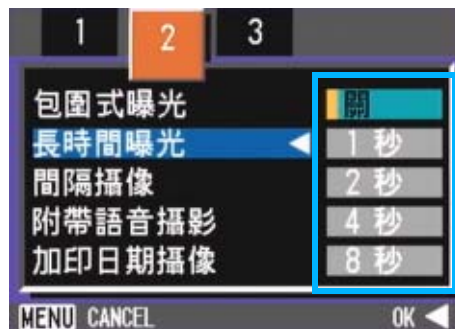 1 2 3
包圍式曝光 關
長時間曝光 1 秒
間隔攝像 2 秒
附帶語音攝影 4 秒
加印日期攝像 8 秒
MENU CANCEL OK